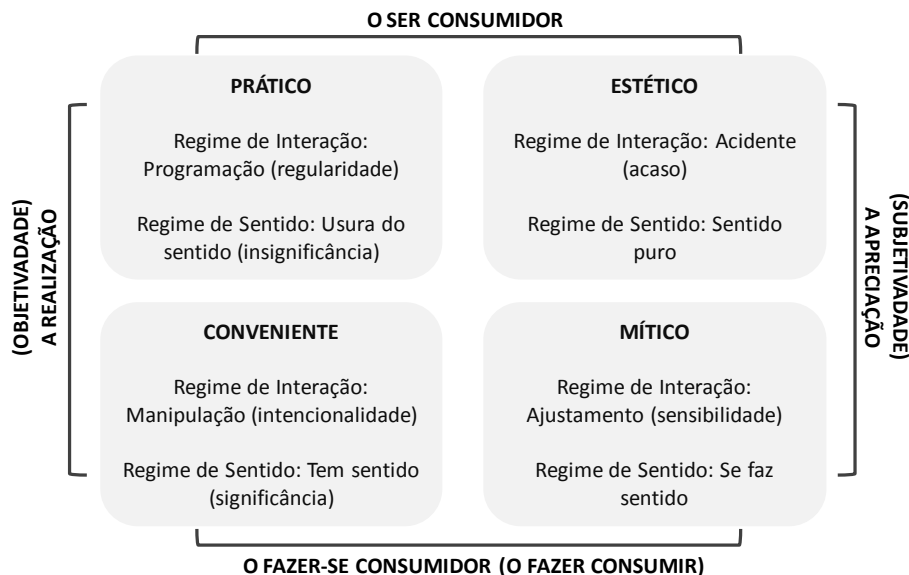 O SER CONSUMIDOR
PRÁTICO
Regime de Interação:
Programação (regularidade)
Regime de Sentido: Usura do
sentido (insignificância)
ESTÉTICO
Regime de Interação: Acidente
(acaso)
Regime de Sentido: Sentido
puro
(OBJETIVADADE)
A REALIZAÇÃO
(SUBJETIVADADE)
A APRECIAÇÃO
CONVENIENTE
Regime de Interação:
Manipulação (intencionalidade)
Regime de Sentido: Tem sentido
(significância)
MÍTICO
Regime de Interação:
Ajustamento (sensibilidade)
Regime de Sentido: Se faz
sentido
O FAZER-SE CONSUMIDOR (O FAZER CONSUMIR)